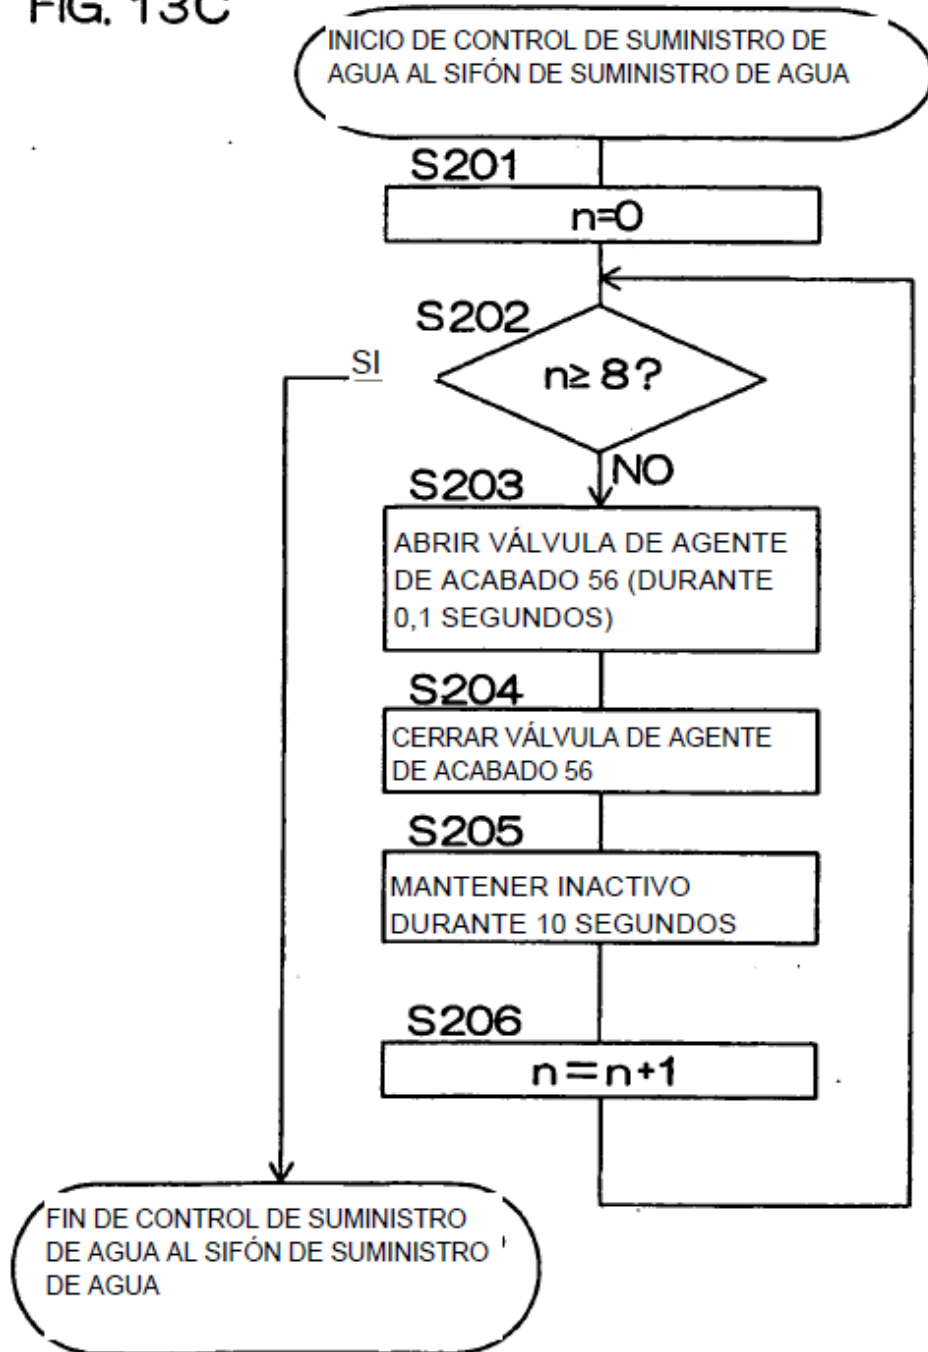 FIG. 13C
INICIO DE CONTROL DE SUMINISTRO DE
AGUA AL SIFÓN DE SUMINISTRO DE AGUA
S201
n=0
S202
SI
n≥ 8?
NO
S203
ABRIR VÁLVULA DE AGENTE
DE ACABADO 56 (DURANTE
0,1 SEGUNDOS)
S204
CERRAR VÁLVULA DE AGENTE
DE ACABADO 56
S205
MANTENER INACTIVO
DURANTE 10 SEGUNDOS
S206
n=n+1
FIN DE CONTROL DE SUMINISTRO
DE AGUA AL SIFÓN DE SUMINISTRO
DE AGUA